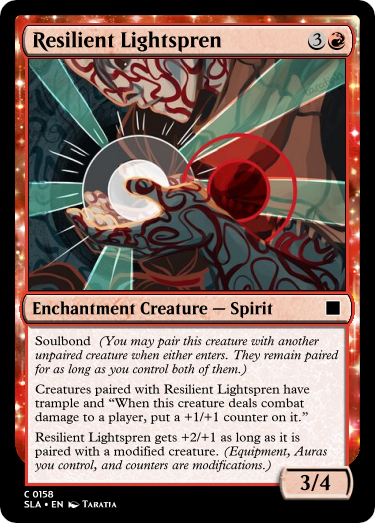 Resilient Lightspren 3
Enchantment Creature — Spirit
Soulbond (You may pair this creature with another
unpaired creature when either enters. They remain paired
for as long as you control both of them.)
Creatures paired with Resilient Lightspren have
trample and “When this creature deals combat
damage to a player, put a +1/+1 counter on it.”
Resilient Lightspren gets +2/+1 as long as it is
paired with a modified creature. (Equipment, Auras
you control, and counters are modifications.)
3/4
C 0158
SLA • EN Taratia